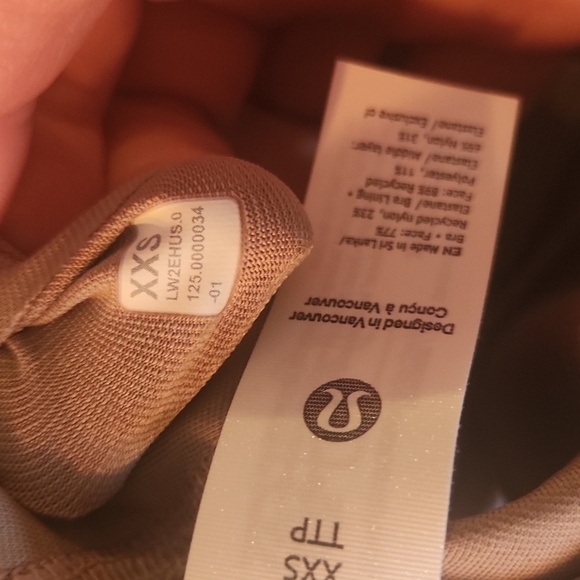 XXS
LW2EHUS.0
125.0000034
-01
XXS
TTP
Designed in Vancouver
Conçu à Vancouver
EN Made in Sri Lanka/
Bra • Face: 77%
Recycled nylon, 23%
Elastane/ Bra Lining •
Face: 89% Recycled
Polyester, 11%
Elastane/ Middle layer:
69% Nylon, 31%
Elastane/ Exclusive of